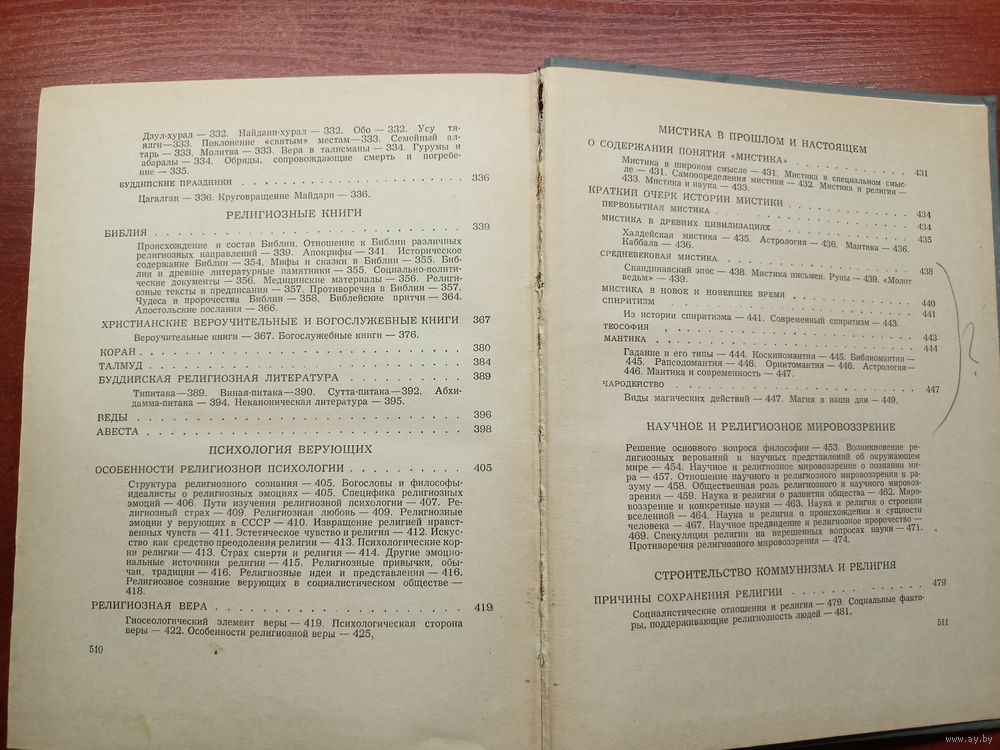 Дзул-хурал — 332. Найдани-хурал — 332. Обо — 332. Усу тя-
ялги—333. Поклонение «святым» местам—333. Семейный ал-
тарь — 333. Молитва — 333. Вера в талисманы — 334. Гурумы и
абаралы — 334. Обряды, сопровождающие смерть и погребе-
ние — 335.
БУДДИЙСКИЕ ПРАЗДНИКИ . . . . . . . . . . . . . . . . 336
Цагалган — 336. Круговращение Майдари — 336.
РЕЛИГИОЗНЫЕ КНИГИ
БИБЛИЯ . . . . . . . . . . . . . . . . . . . . . . 339
Происхождение и состав Библии. Отношение к Библии различных
религиозных направлений — 339. Апокрифы — 341. Историческое
содержание Библии — 354. Мифы и сказки в Библии — 355. Биб-
лия и древние литературные памятники — 355. Социально-полити-
ческие документы — 356. Медицинские материалы — 356. Религи-
озные тексты и предписания — 357. Противоречия в Библии — 357.
Чудеса и пророчества Библии — 358. Библейские притчи — 364.
Апостольские послания — 366.
ХРИСТИАНСКИЕ ВЕРОУЧИТЕЛЬНЫЕ И БОГОСЛУЖЕБНЫЕ КНИГИ 367
Вероучительные книги — 367. Богослужебные книги — 376.
КОРАН . . . . . . . . . . . . . . . . . . . . . . 380
ТАЛМУД . . . . . . . . . . . . . . . . . . . . . 384
БУДДИЙСКАЯ РЕЛИГИОЗНАЯ ЛИТЕРАТУРА . . . . . . . . 389
Типитака—389. Виная-питака—390. Сутта-питака—392. Абхи-
дамма-питака — 394. Неканоническая литература — 395.
ВЕДЫ . . . . . . . . . . . . . . . . . . . . . . 396
АВЕСТА . . . . . . . . . . . . . . . . . . . . . 398
ПСИХОЛОГИЯ ВЕРУЮЩИХ
ОСОБЕННОСТИ РЕЛИГИОЗНОЙ ПСИХОЛОГИИ . . . . . . . . 405
Структура религиозного сознания — 405. Богословы и философы-
идеалисты о религиозных эмоциях — 405. Специфика религиозных
эмоций — 406. Пути изучения религиозной психологии — 407. Ре-
лигиозный страх — 409. Религиозная любовь — 409. Религиозные
эмоции у верующих в СССР — 410. Извращение религией нравст-
венных чувств — 411. Эстетическое чувство и религия — 412. Искус-
ство как средство преодоления религии — 413. Психологические кор-
ни религии — 413. Страх смерти и религия — 414. Другие эмоцио-
нальные источники религии — 415. Религиозные привычки, обы-
чаи, традиции — 416. Религиозные идеи и представления — 416.
Религиозное сознание верующих в социалистическом обществе —
418.
РЕЛИГИОЗНАЯ ВЕРА . . . . . . . . . . . . . . . . . 419
Гносеологический элемент веры — 419. Психологическая сторона
веры — 422. Особенности религиозной веры — 425.
510
МИСТИКА В ПРОШЛОМ И НАСТОЯЩЕМ
О СОДЕРЖАНИИ ПОНЯТИЯ «МИСТИКА» . . . . . . . . . 431
Мистика в широком смысле — 431. Мистика в специальном смыс-
ле — 431. Самоопределения мистики — 432. Мистика и религия —
433. Мистика и наука — 433.
КРАТКИЙ ОЧЕРК ИСТОРИИ МИСТИКИ . . . . . . . . . . 434
ПЕРВОБЫТНАЯ МИСТИКА . . . . . . . . . . . . . . 434
МИСТИКА В ДРЕВНИХ ЦИВИЛИЗАЦИЯХ . . . . . . . . . 435
Халдейская мистика — 435. Астрология — 436. Мантика — 436.
Каббала — 436.
СРЕДНЕВЕКОВАЯ МИСТИКА . . . . . . . . . . . . . . 438
Скандинавский эпос — 438. Мистика письмен. Руны — 439. «Молот
ведьм» — 439.
МИСТИКА В НОВОЕ И НОВЕЙШЕЕ ВРЕМЯ . . . . . . . . 440
СПИРИТИЗМ . . . . . . . . . . . . . . . . . . . . 441
Из истории спиритизма — 441. Современный спиритизм — 443.
ТЕОСОФИЯ . . . . . . . . . . . . . . . . . . . . 443
МАНТИКА . . . . . . . . . . . . . . . . . . . . . 444
Гадание и его типы — 444. Коскиномантия — 445. Библиомантия —
445. Рапсодомантия — 446. Орнитомантия — 446. Астрология—
446. Мантика и современность — 447.
ЧАРОДЕЙСТВО . . . . . . . . . . . . . . . . . . . 447
Виды магических действий — 447. Магия в наши дни — 449.
?
НАУЧНОЕ И РЕЛИГИОЗНОЕ МИРОВОЗЗРЕНИЕ
Решение основного вопроса философии — 453. Возникновение ре-
лигиозных верований и научных представлений об окружающем
мире — 454. Научное и религиозное мировоззрение о познании ми-
ра — 457. Отношение научного и религиозного мировоззрения к ра-
зуму — 458. Общественная роль религиозного и научного мировоз-
зрения — 459. Наука и религия о развитии общества — 462. Миро-
воззрение и конкретные науки — 463. Наука и религия о строении
вселенной — 464. Наука и религия о происхождении и сущности
человека — 467. Научное предвидение и религиозное пророчество —
469. Спекуляция религии на нерешенных вопросах науки — 471.
Противоречия религиозного мировоззрения — 474.
СТРОИТЕЛЬСТВО КОММУНИЗМА И РЕЛИГИЯ
ПРИЧИНЫ СОХРАНЕНИЯ РЕЛИГИИ . . . . . . . . . . . 479
Социалистические отношения и религия — 479. Социальные факто-
ры, поддерживающие религиозность людей — 481.
511
www.ay.by